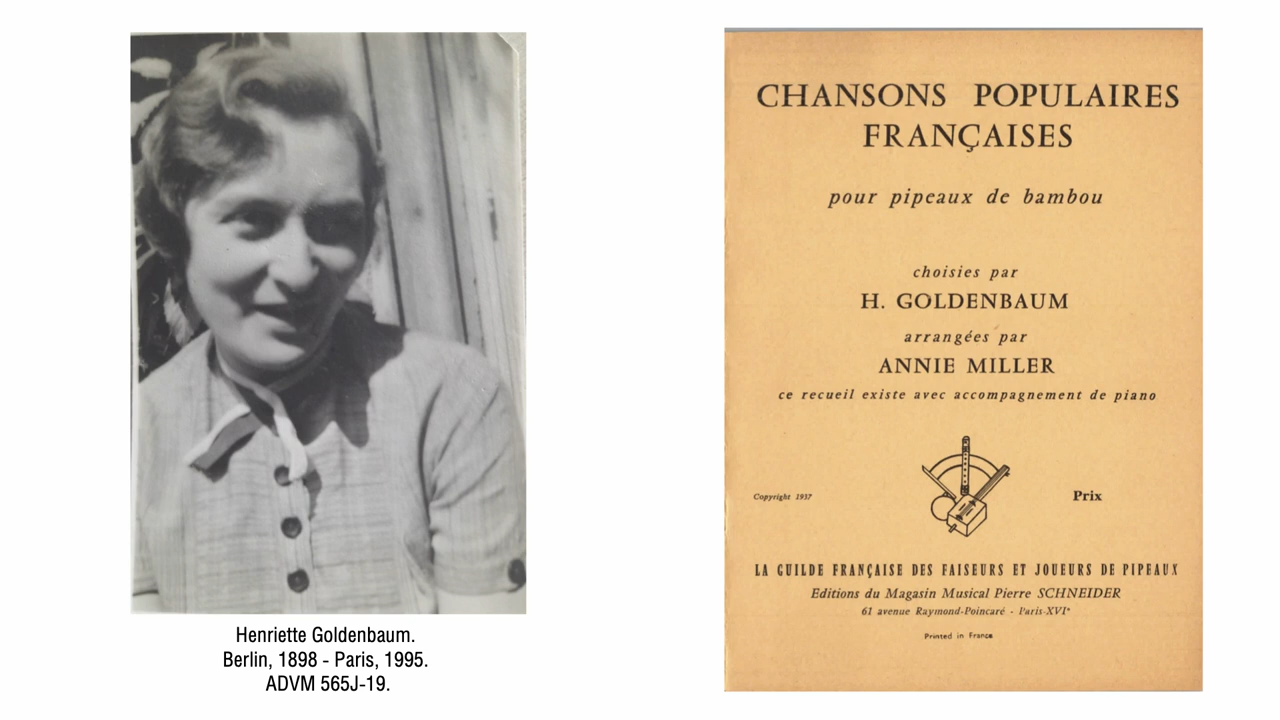 Henriette Goldenbaum.
Berlin, 1898 - Paris, 1995.
ADVM 565J-19.
CHANSONS POPULAIRES
FRANÇAISES
pour pipeaux de bambou
choisies par
H. GOLDENBAUM
arrangées par
ANNIE MILLER
ce recueil existe avec accompagnement de piano
Copyright 1937
Prix
LA GUILDE FRANÇAISE DES FAISEURS ET JOUEURS DE PIPEAUX
Editions du Magasin Musical Pierre SCHNEIDER
61 avenue Raymond-Poincaré - Paris-XVIᵉ
Printed in France